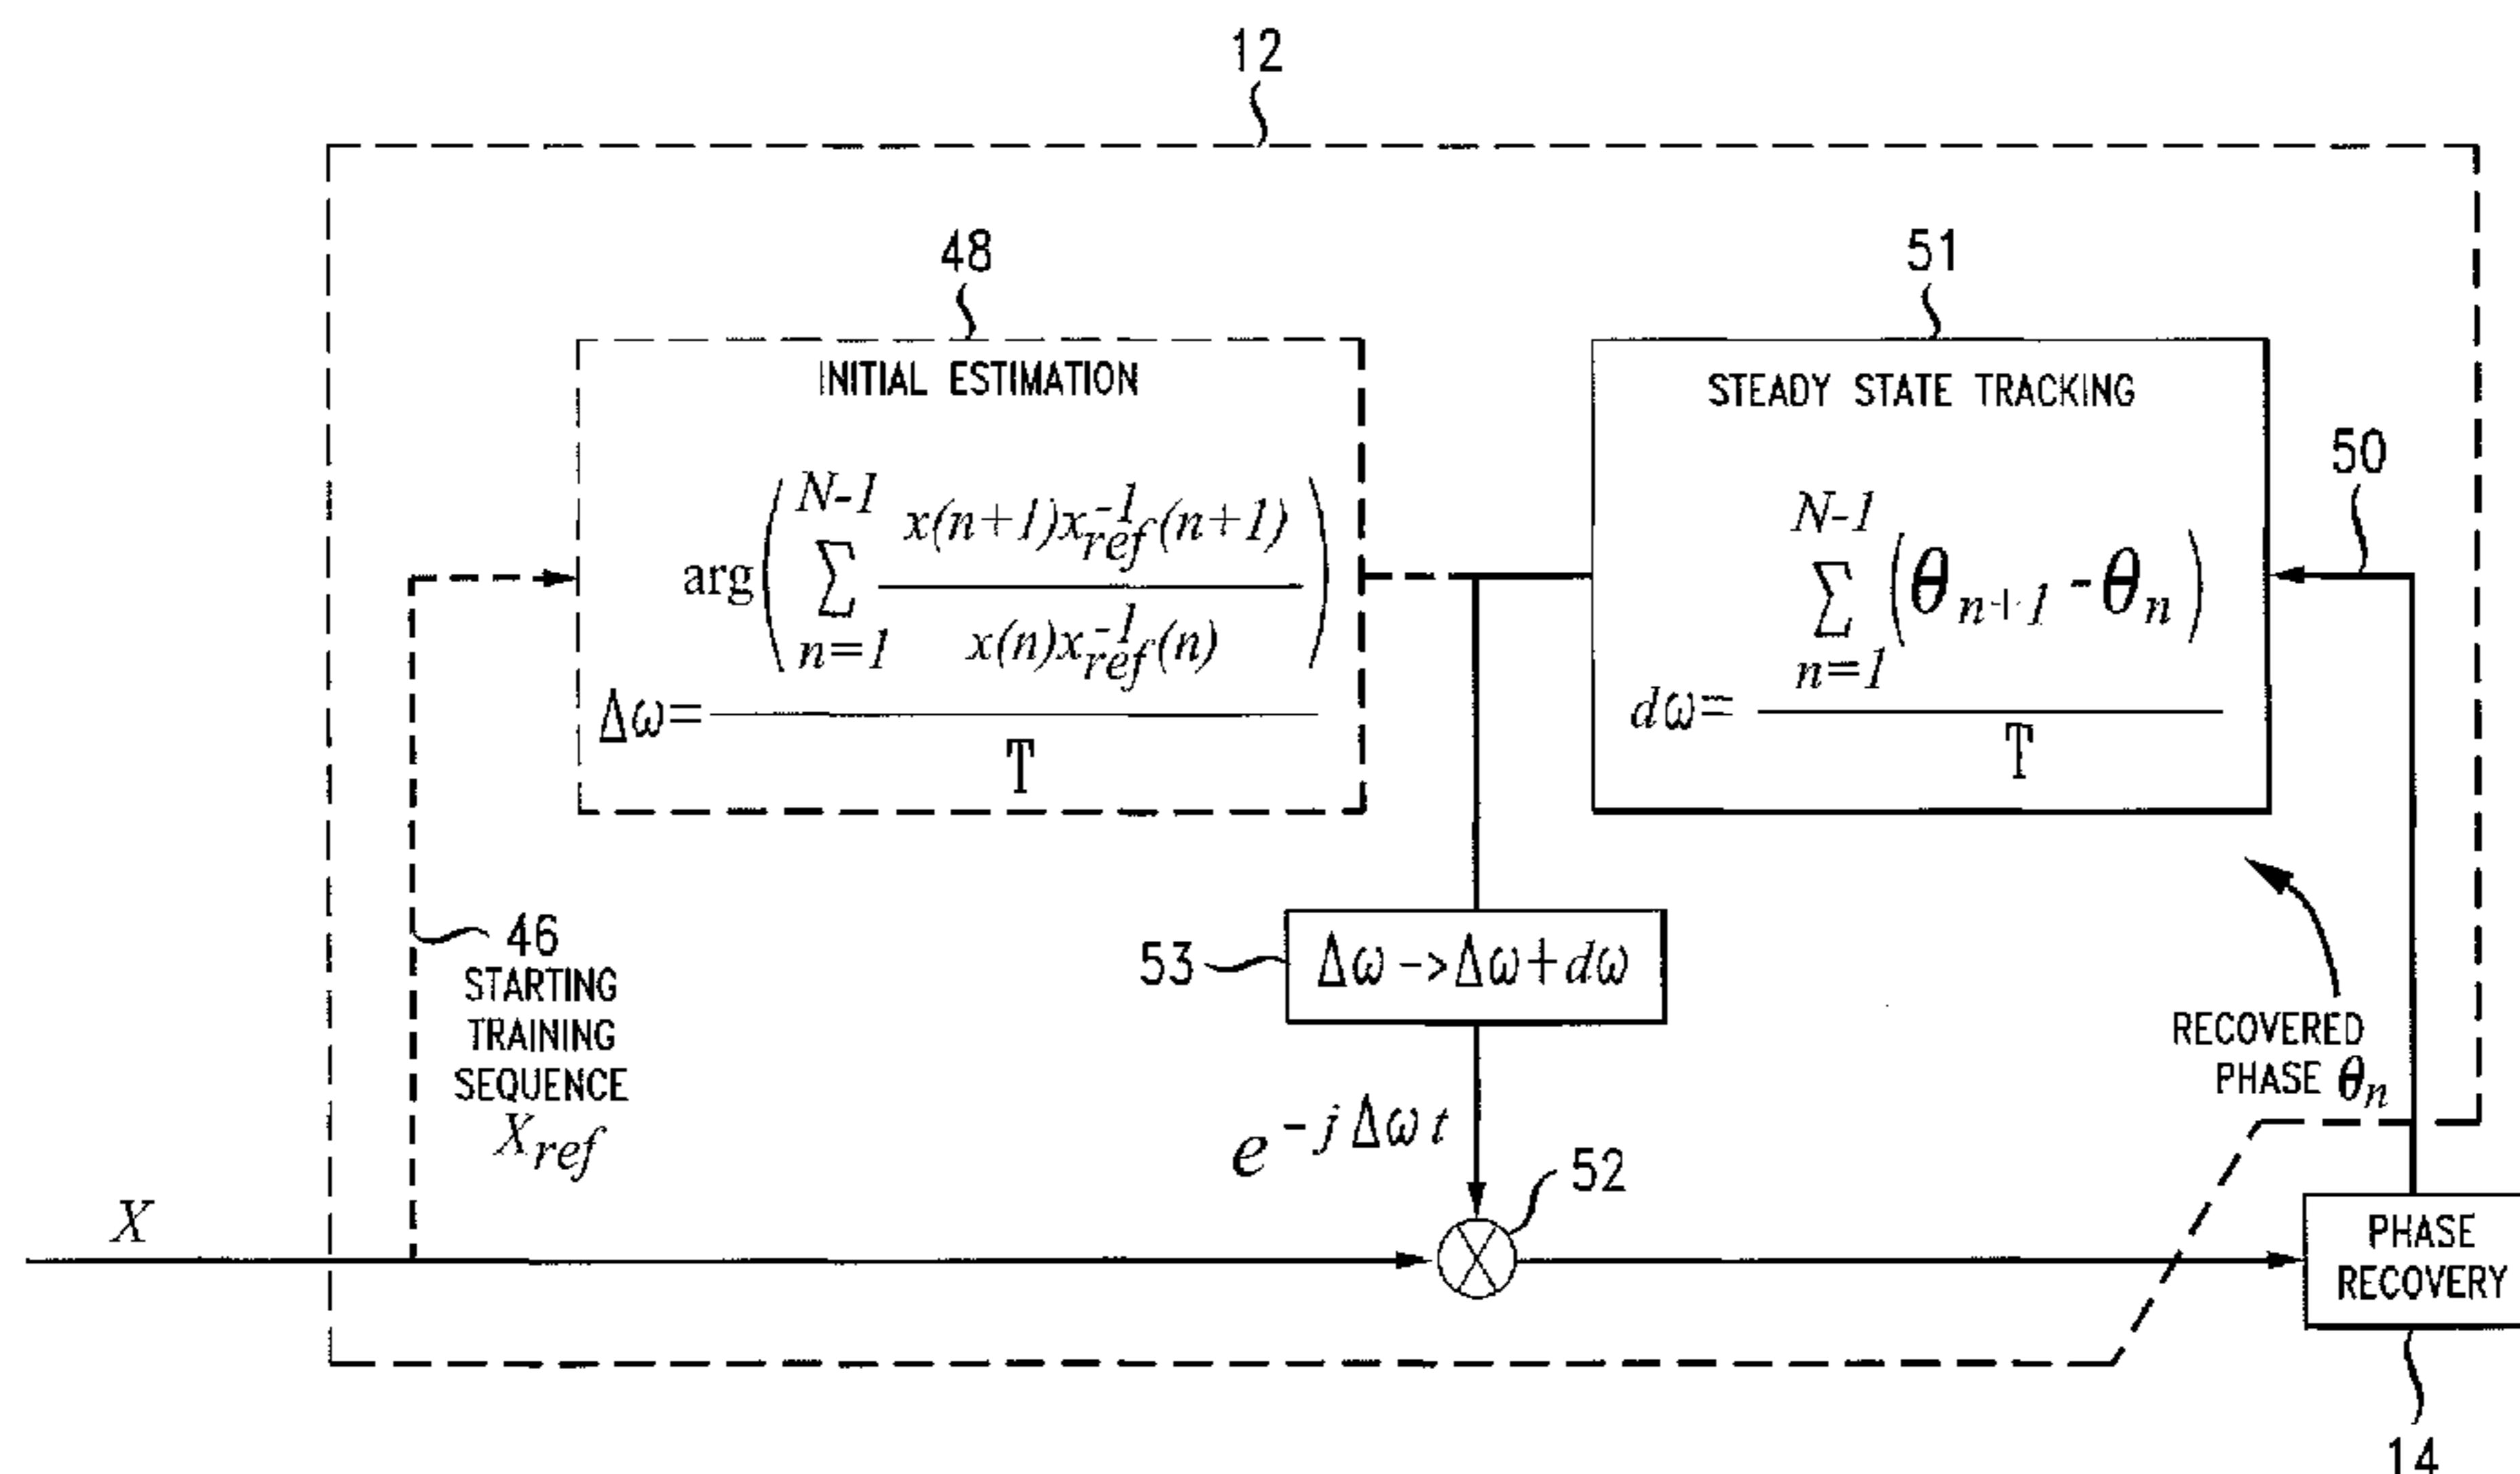 12
48
INITIAL ESTIMATION
N-1
arg(∑ x(n+1)x_ref^-1(n+1) / x(n)x_ref^-1(n))
n=1
Δω=
T
51
STEADY STATE TRACKING
N-1
∑ (θ_n+1 - θ_n)
n=1
dω=
T
50
46
STARTING
TRAINING
SEQUENCE
X_ref
53
Δω->Δω+dω
RECOVERED
PHASE θ_n
e^-jΔωt
52
X
PHASE
RECOVERY
14